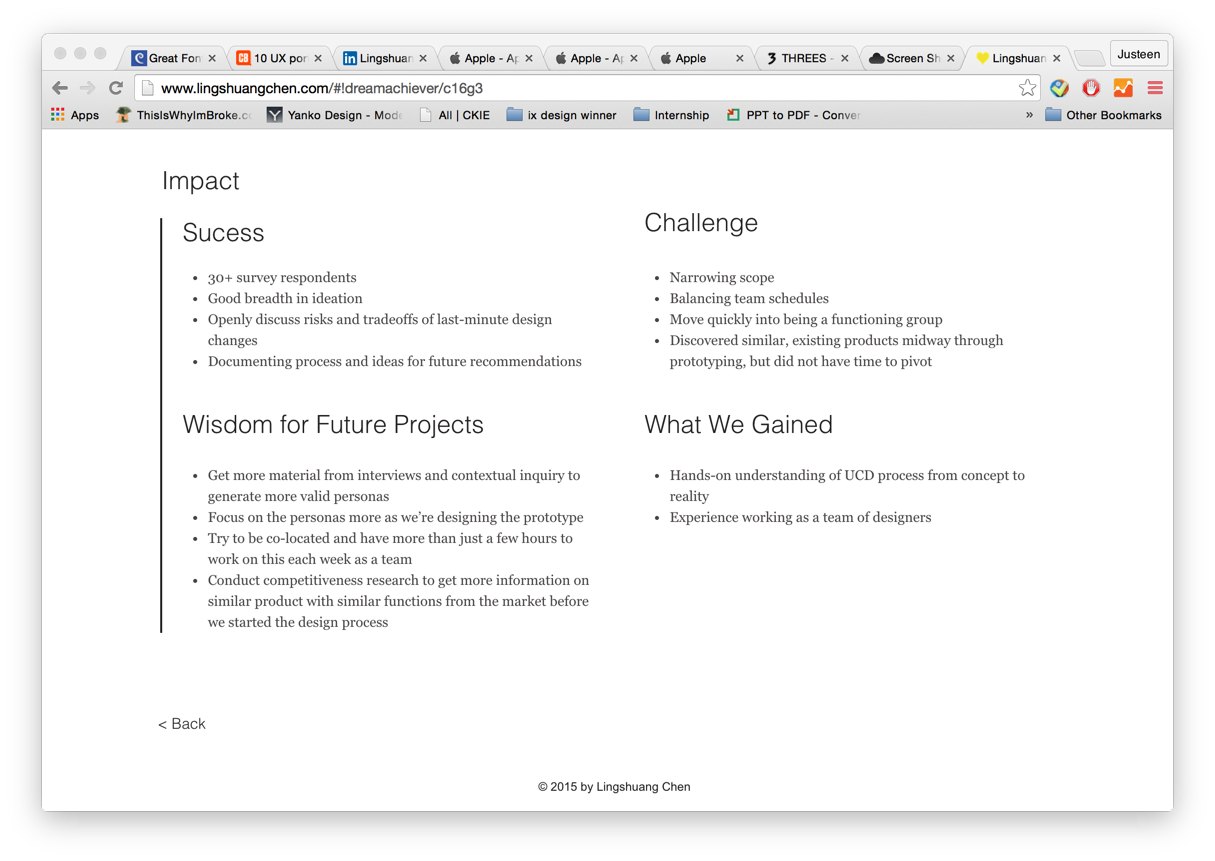 Great Fon
10 UX por
Lingshuan
Apple - Ap
Apple - Ap
Apple
THREES -
Screen Sh
Lingshuan
Justeen
www.lingshuangchen.com/#!dreamachiever/c16g3
Apps
ThisIsWhyImBroke.co
Yanko Design - Mode
All | CKIE
ix design winner
Internship
PPT to PDF - Conver
»
Other Bookmarks
Impact
Sucess
30+ survey respondents
Good breadth in ideation
Openly discuss risks and tradeoffs of last-minute design
changes
Documenting process and ideas for future recommendations
Challenge
Narrowing scope
Balancing team schedules
Move quickly into being a functioning group
Discovered similar, existing products midway through
prototyping, but did not have time to pivot
Wisdom for Future Projects
Get more material from interviews and contextual inquiry to
generate more valid personas
Focus on the personas more as we’re designing the prototype
Try to be co-located and have more than just a few hours to
work on this each week as a team
Conduct competitiveness research to get more information on
similar product with similar functions from the market before
we started the design process
What We Gained
Hands-on understanding of UCD process from concept to
reality
Experience working as a team of designers
< Back
© 2015 by Lingshuang Chen